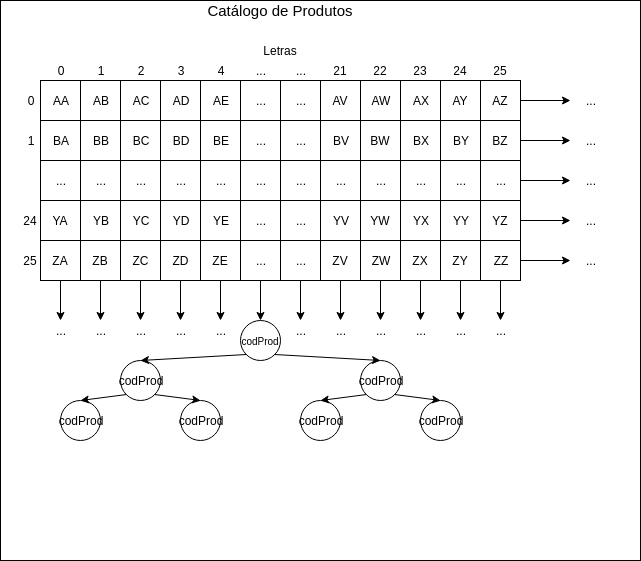 Catálogo de Produtos
Letras
0 1 2 3 4 ... ... 21 22 23 24 25
0 AA AB AC AD AE ... ... AV AW AX AY AZ ...
1 BA BB BC BD BE ... ... BV BW BX BY BZ ...
... ... ... ... ... ... ... ... ... ... ... ... ...
24 YA YB YC YD YE ... ... YV YW YX YY YZ ...
25 ZA ZB ZC ZD ZE ... ... ZV ZW ZX ZY ZZ ...
... ... ... ... ... ... ... ... ... ... ...
codProd
codProd codProd
codProd codProd codProd codProd